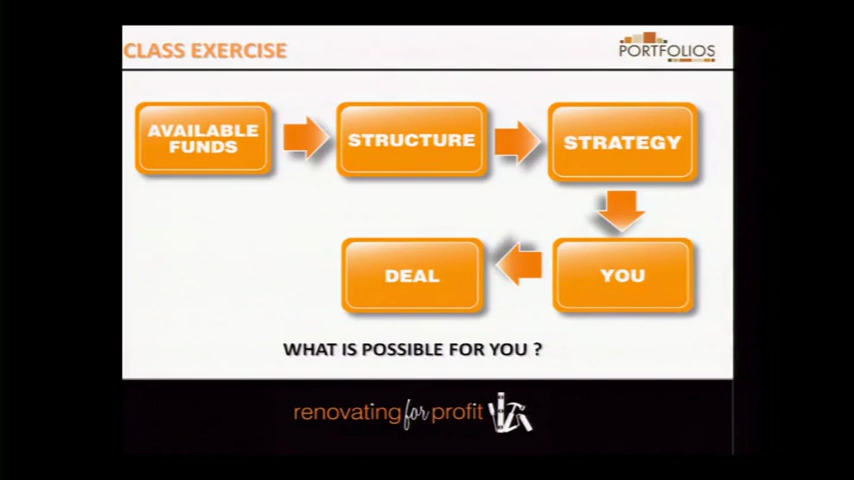 CLASS EXERCISE
PORTFOLIOS
AVAILABLE
FUNDS
STRUCTURE
STRATEGY
DEAL
YOU
WHAT IS POSSIBLE FOR YOU ?
renovating for profit